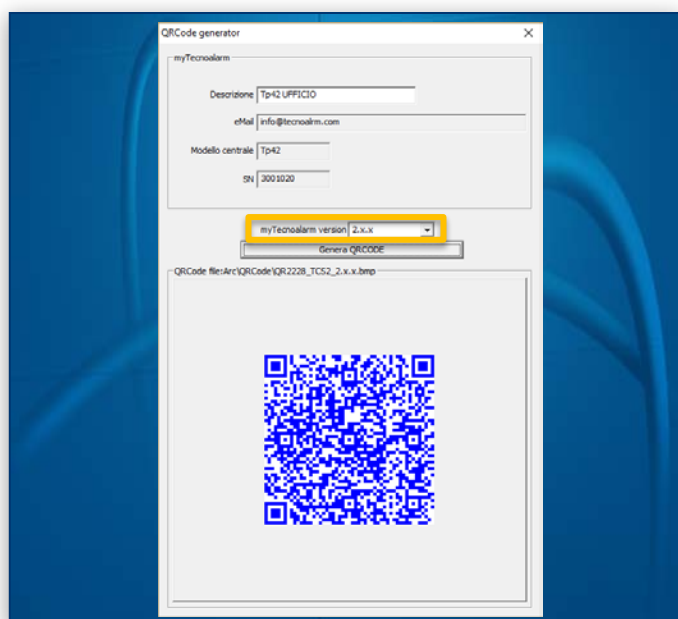 QRCode generator
myTecnoalarm
Descrizione Tp42 UFFICIO
eMail info@tecnoalrm.com
Modello centrale Tp42
SN 3001020
myTecnoalarm version 2.x.x
Genera QRCODE
QRCode file:Arc\QRCode\QR2228_TCS2_2.x.x.bmp